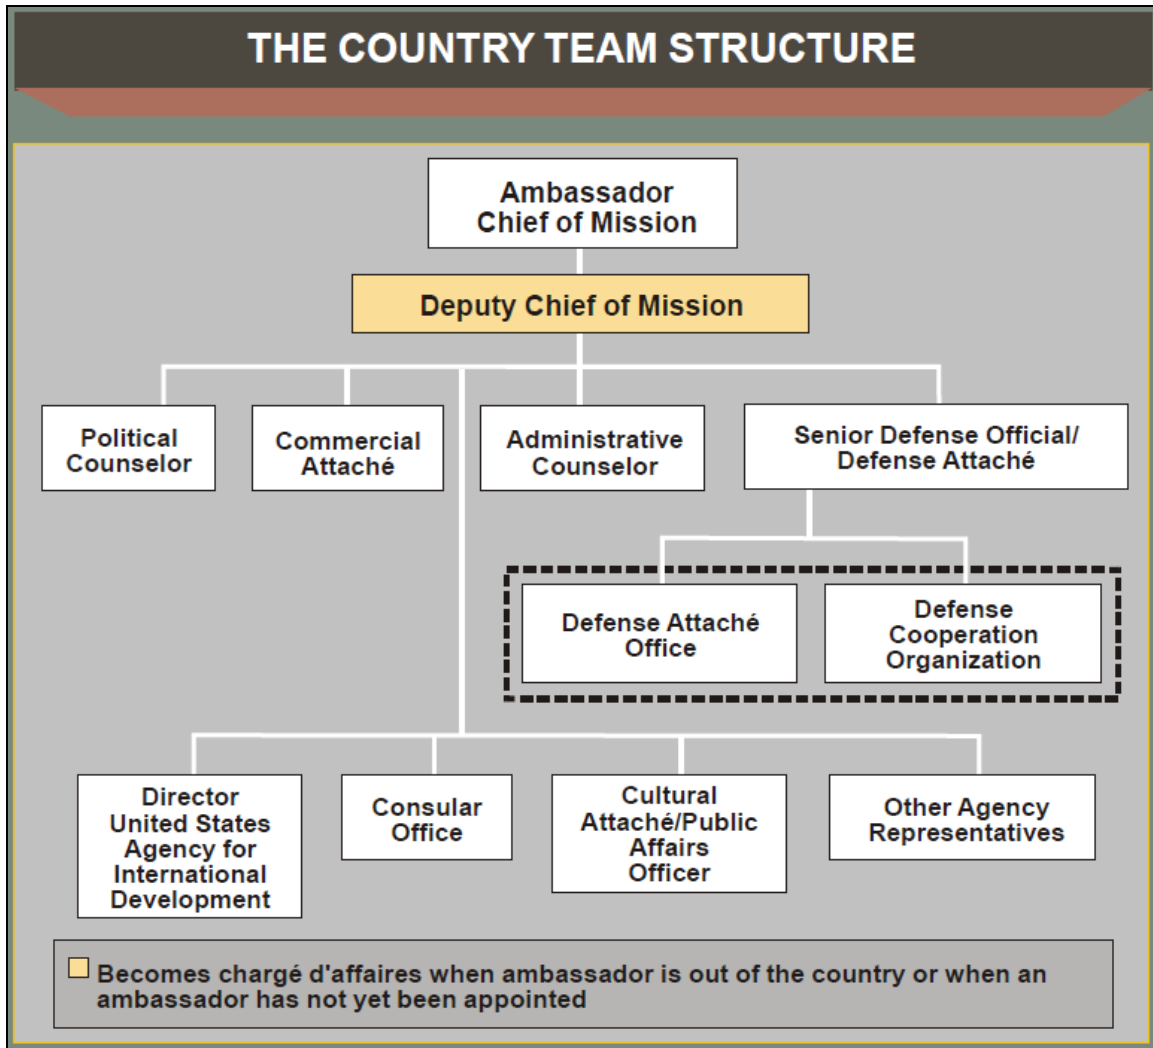 THE COUNTRY TEAM STRUCTURE
Ambassador
Chief of Mission
Deputy Chief of Mission
Political
Counselor
Commercial
Attaché
Administrative
Counselor
Senior Defense Official/
Defense Attaché
Defense Attaché
Office
Defense
Cooperation
Organization
Director
United States
Agency for
International
Development
Consular
Office
Cultural
Attaché/Public
Affairs
Officer
Other Agency
Representatives
Becomes chargé d'affaires when ambassador is out of the country or when an
ambassador has not yet been appointed